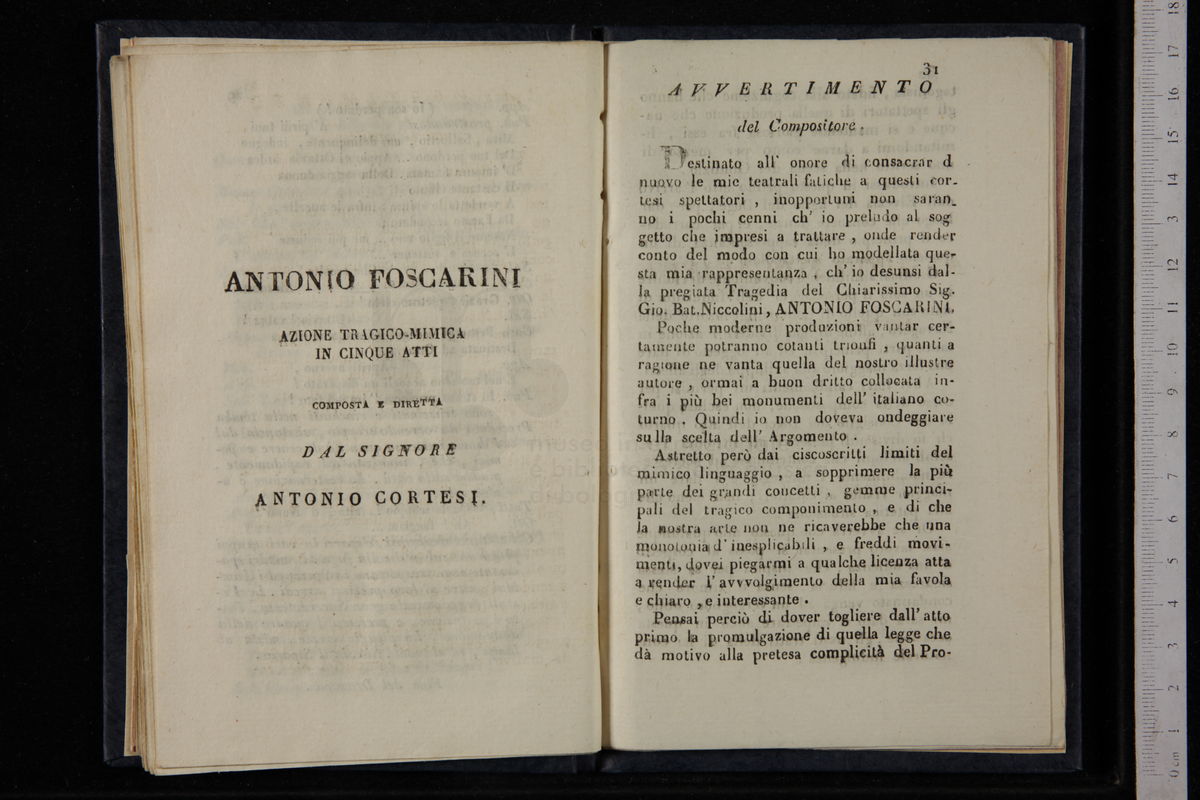 ANTONIO FOSCARINI
AZIONE TRAGICO-MIMICA
IN CINQUE ATTI
COMPOSTA E DIRETTA
DAL SIGNORE
ANTONIO CORTESI.
31
AVVERTIMENTO
del Compositore.
Destinato all' onore di consacrar d
nuovo le mie teatrali fatiche a questi cor-
tesi spettatori , inopportuni non saran_
no i pochi cenni ch' io preludo al sog
getto che impresi a trattare , onde render
conto del modo con cui ho modellata que-
sta mia rappresentanza , ch' io desunsi dal-
la pregiata Tragedia del Chiarissimo Sig.
Gio. Bat. Niccolini , ANTONIO FOSCARINI.
Poche moderne produzioni vantar cer-
tamente potranno cotanti trionfi , quanti a
ragione ne vanta quella del nostro illustre
autore , ormai a buon dritto collocata in-
fra i più bei monumenti dell' italiano co-
turno . Quindi io non doveva ondeggiare
sulla scelta dell' Argomento .
Astretto però dai ciscoscritti limiti del
mimico linguaggio , a sopprimere la più
parte dei grandi concetti , gemme princi-
pali del tragico componimento , e di che
la nostra arte non ne ricaverebbe che una
monotonia d' inesplicabili , e freddi movi-
menti, dovei piegarmi a qualche licenza atta
a render l' avvvolgimento della mia favola
e chiaro , e interessante .
Pensai perciò di dover togliere dall' atto
primo la promulgazione di quella legge che
dà motivo alla pretesa complicità del Pro-